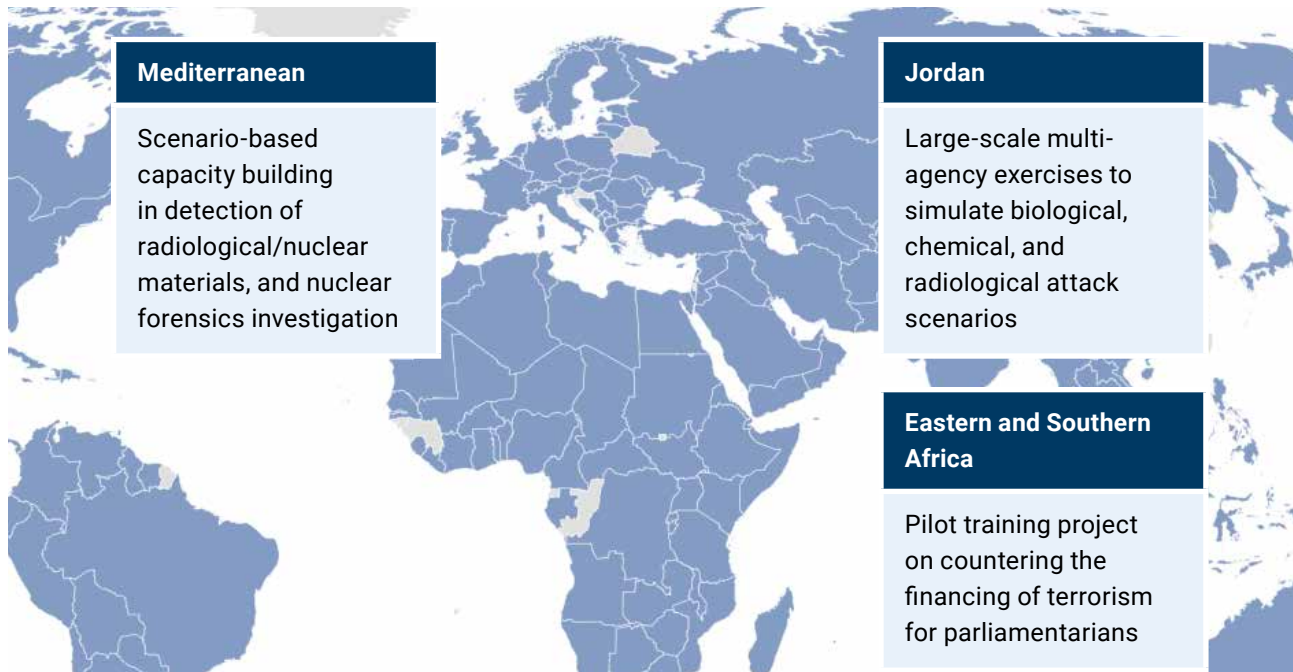 Mediterranean
Scenario-based
capacity building
in detection of
radiological/nuclear
materials, and nuclear
forensics investigation
Jordan
Large-scale multi-
agency exercises to
simulate biological,
chemical, and
radiological attack
scenarios
Eastern and Southern
Africa
Pilot training project
on countering the
financing of terrorism
for parliamentarians